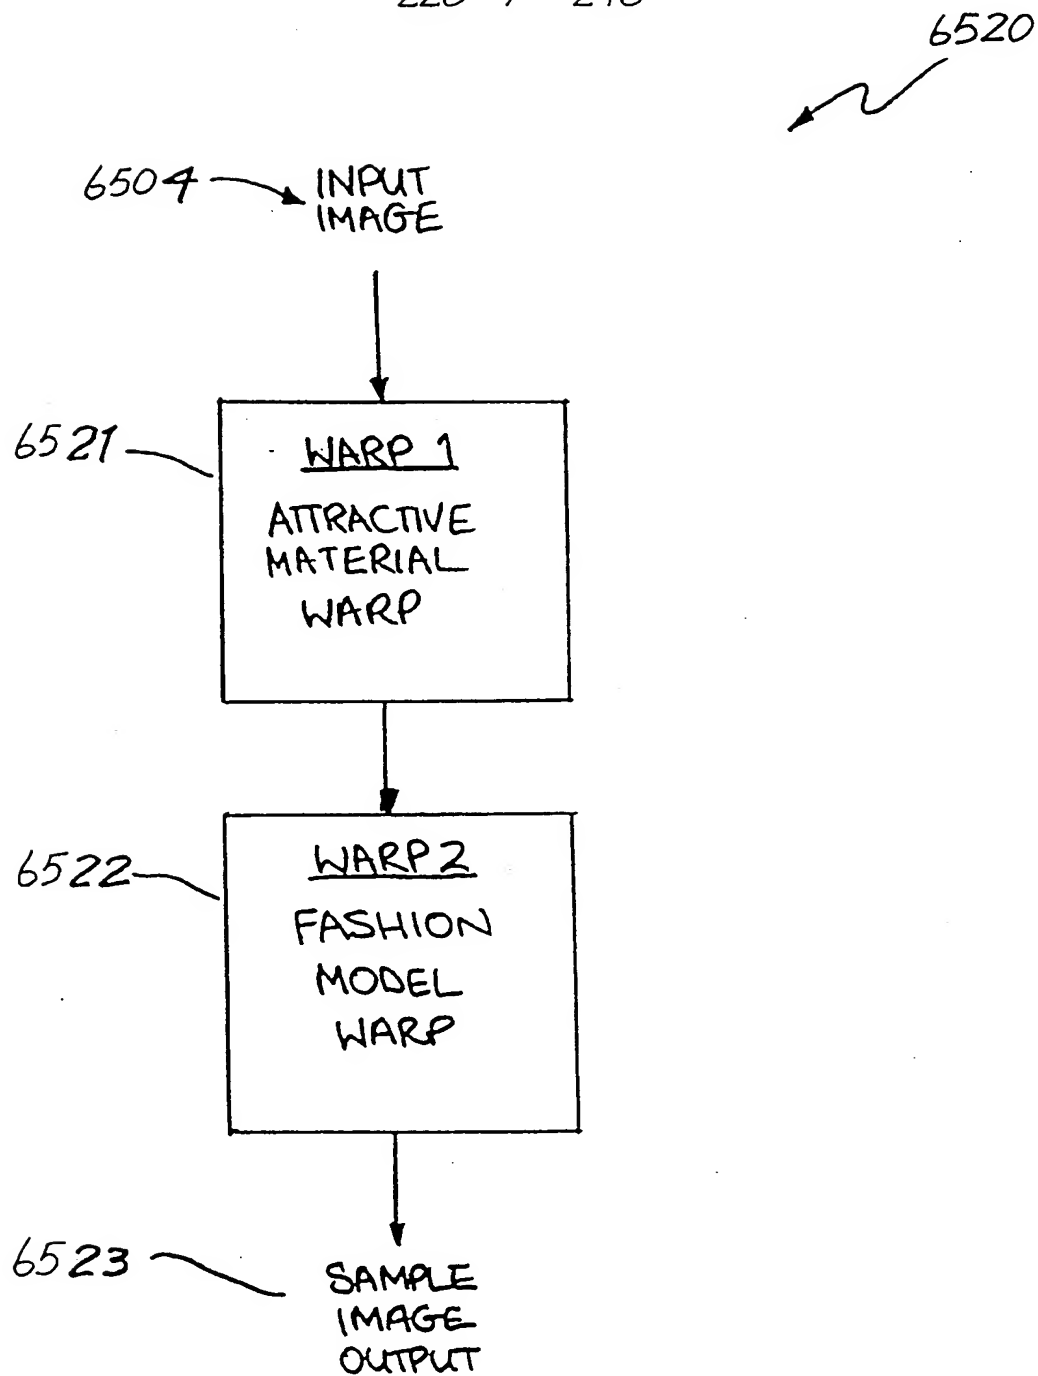 6520
6504
INPUT
IMAGE
6521
WARP 1
ATTRACTIVE
MATERIAL
WARP
6522
WARP 2
FASHION
MODEL
WARP
6523
SAMPLE
IMAGE
OUTPUT